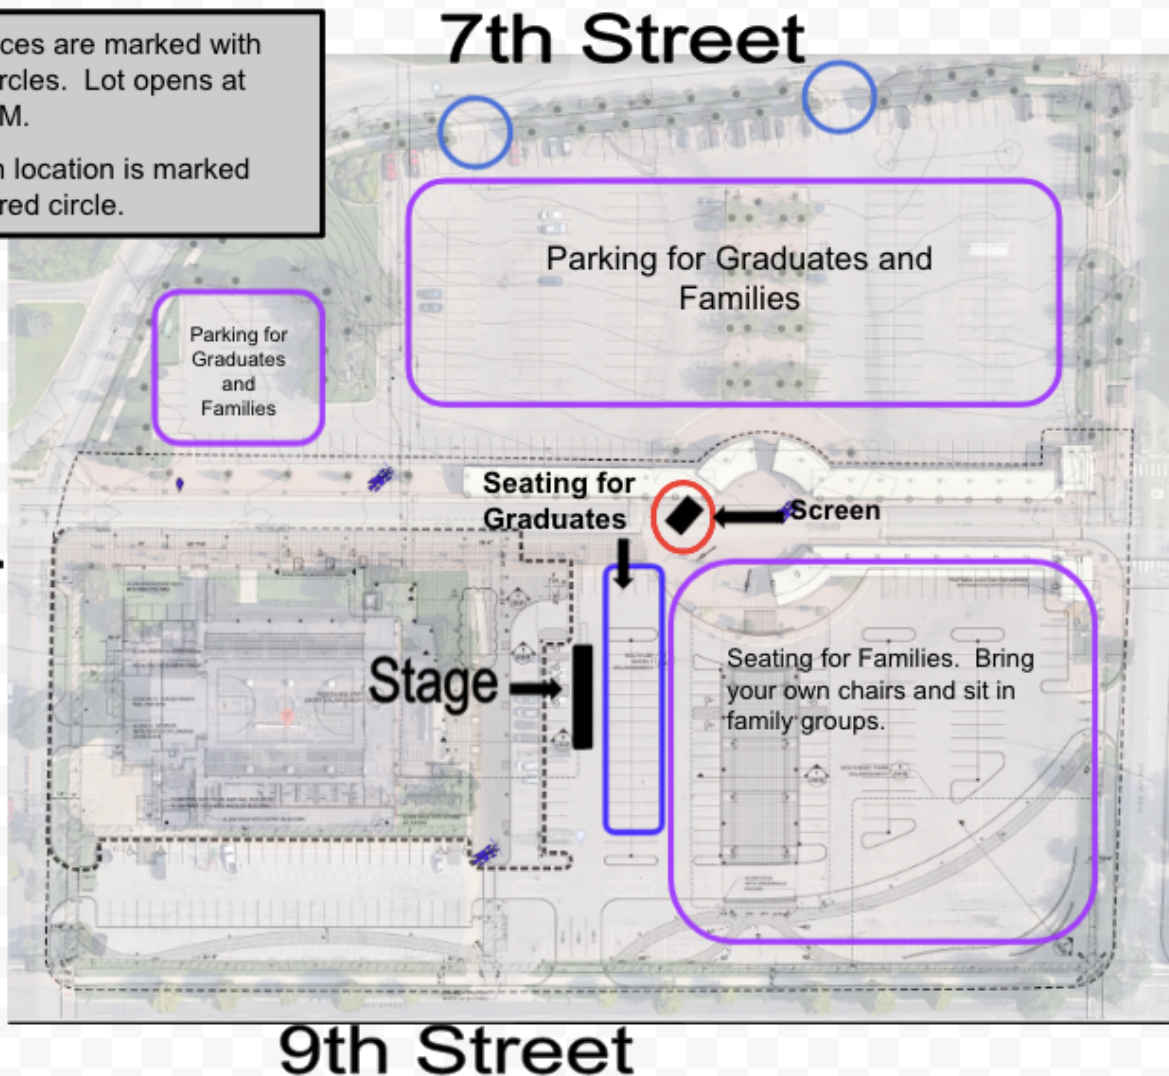 7th Street
ces are marked with
rcles. Lot opens at
M.
n location is marked
red circle.
Parking for Graduates and
Families
Parking for
Graduates
and
Families
Seating for
Graduates
Screen
Stage
Seating for Families. Bring
your own chairs and sit in
family groups.
9th Street